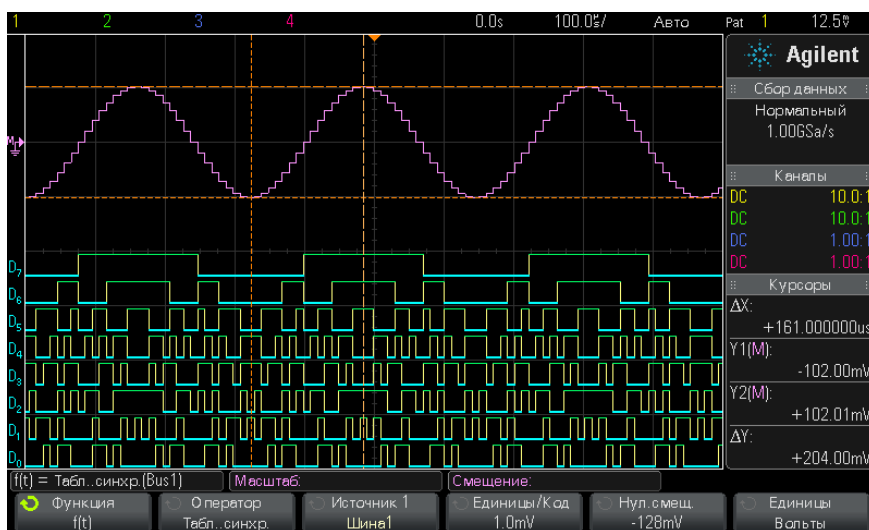 1 2 3 4 0.0s 100.0㎲/ Авто Pat 1 12.5㎷
Agilent
Сбор данных
Нормальный
1.00GSa/s
Каналы
DC 10.0:1
DC 10.0:1
DC 1.00:1
DC 1.00:1
Курсоры
ΔX:
+161.000000us
Y1(M):
-102.00mV
Y2(M):
+102.01mV
ΔY:
+204.00mV
M
D7
D6
D5
D4
D3
D2
D1
D0
f(t) = Табл..синхр.(Bus1) Масштаб: Смещение:
Функция Оператор Источник 1 Единицы/Код Нул.смещ. Единицы
f(t) Табл..синхр. Шина1 1.0mV -128mV Вольты